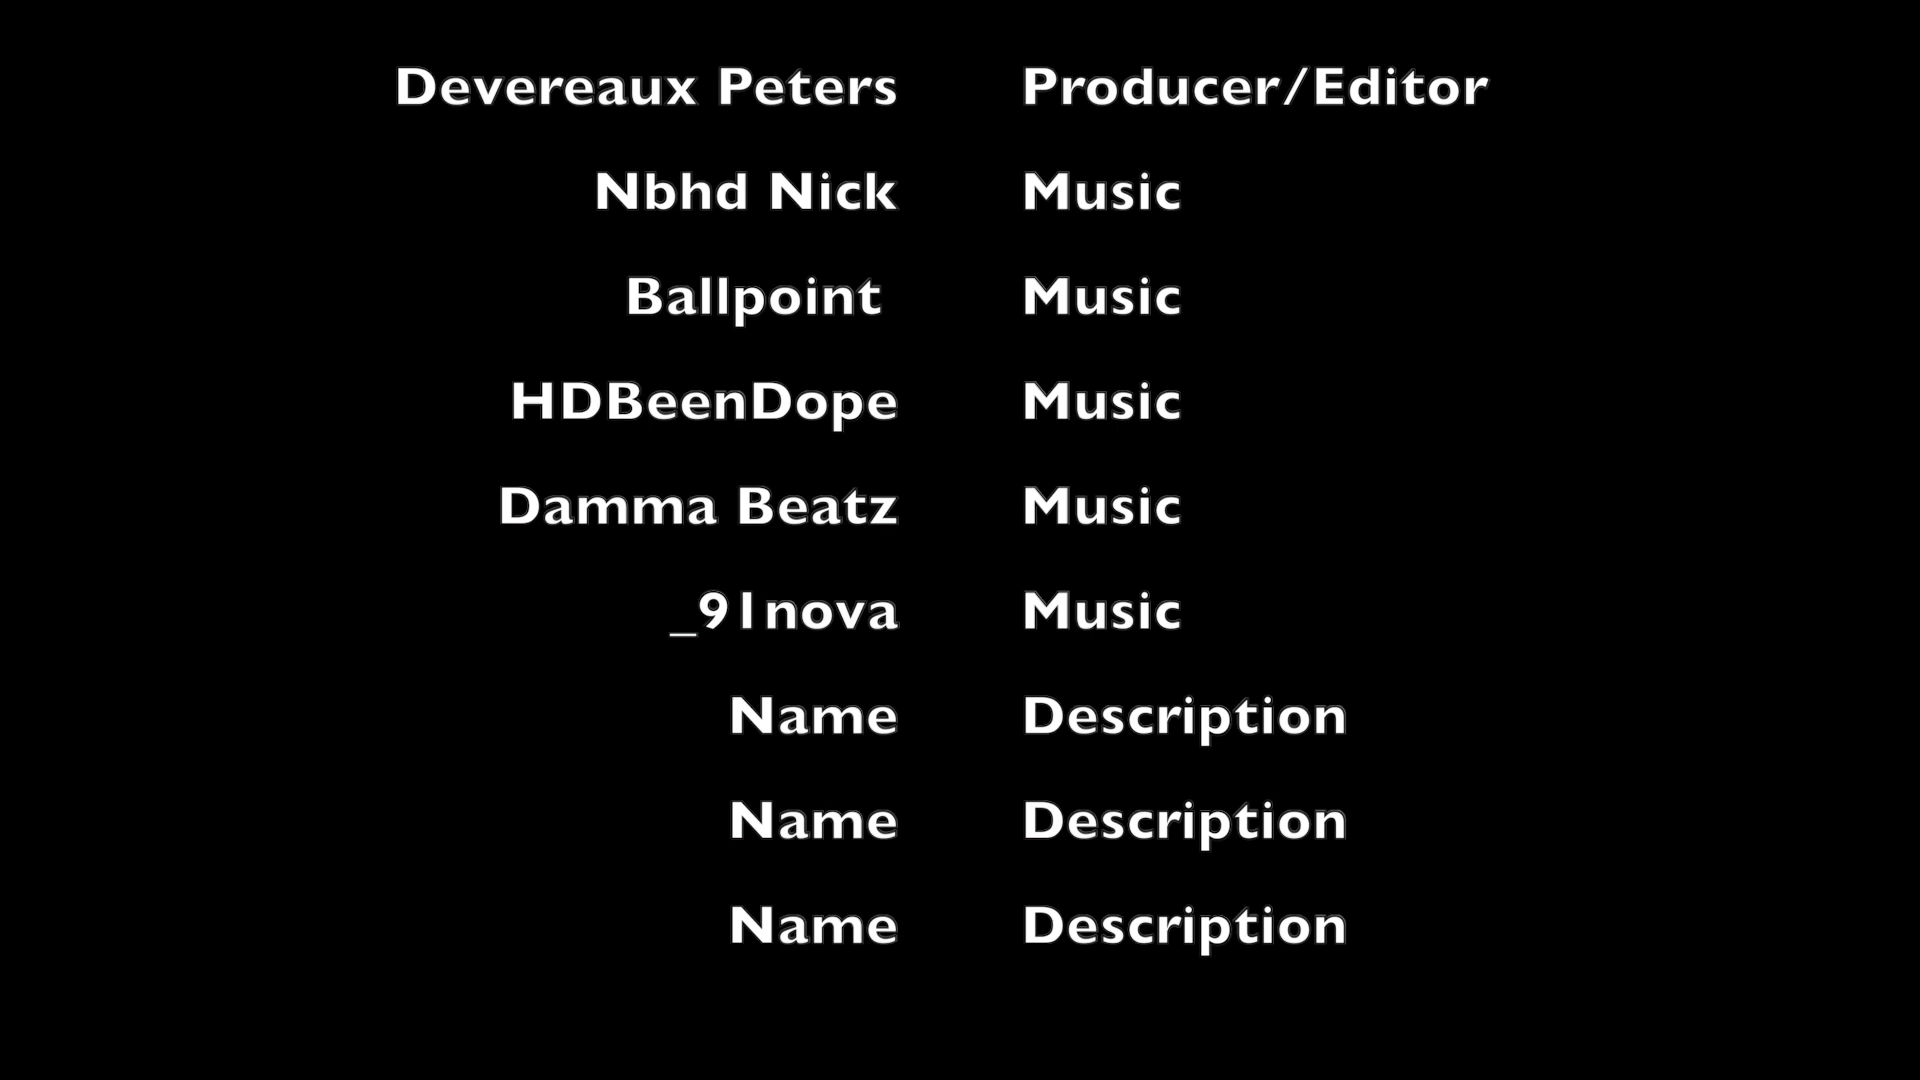 Devereaux Peters Producer/Editor
Nbhd Nick Music
Ballpoint Music
HDBeenDope Music
Damma Beatz Music
_91nova Music
Name Description
Name Description
Name Description